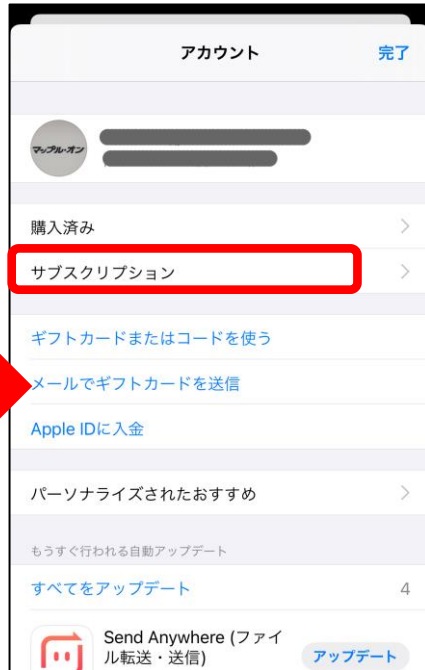 アカウント
完了
マップル・オン
購入済み
サブスクリプション
ギフトカードまたはコードを使う
メールでギフトカードを送信
Apple IDに入金
パーソナライズされたおすすめ
もうすぐ行われる自動アップデート
すべてをアップデート
4
Send Anywhere (ファイ
ル転送・送信)
アップデート